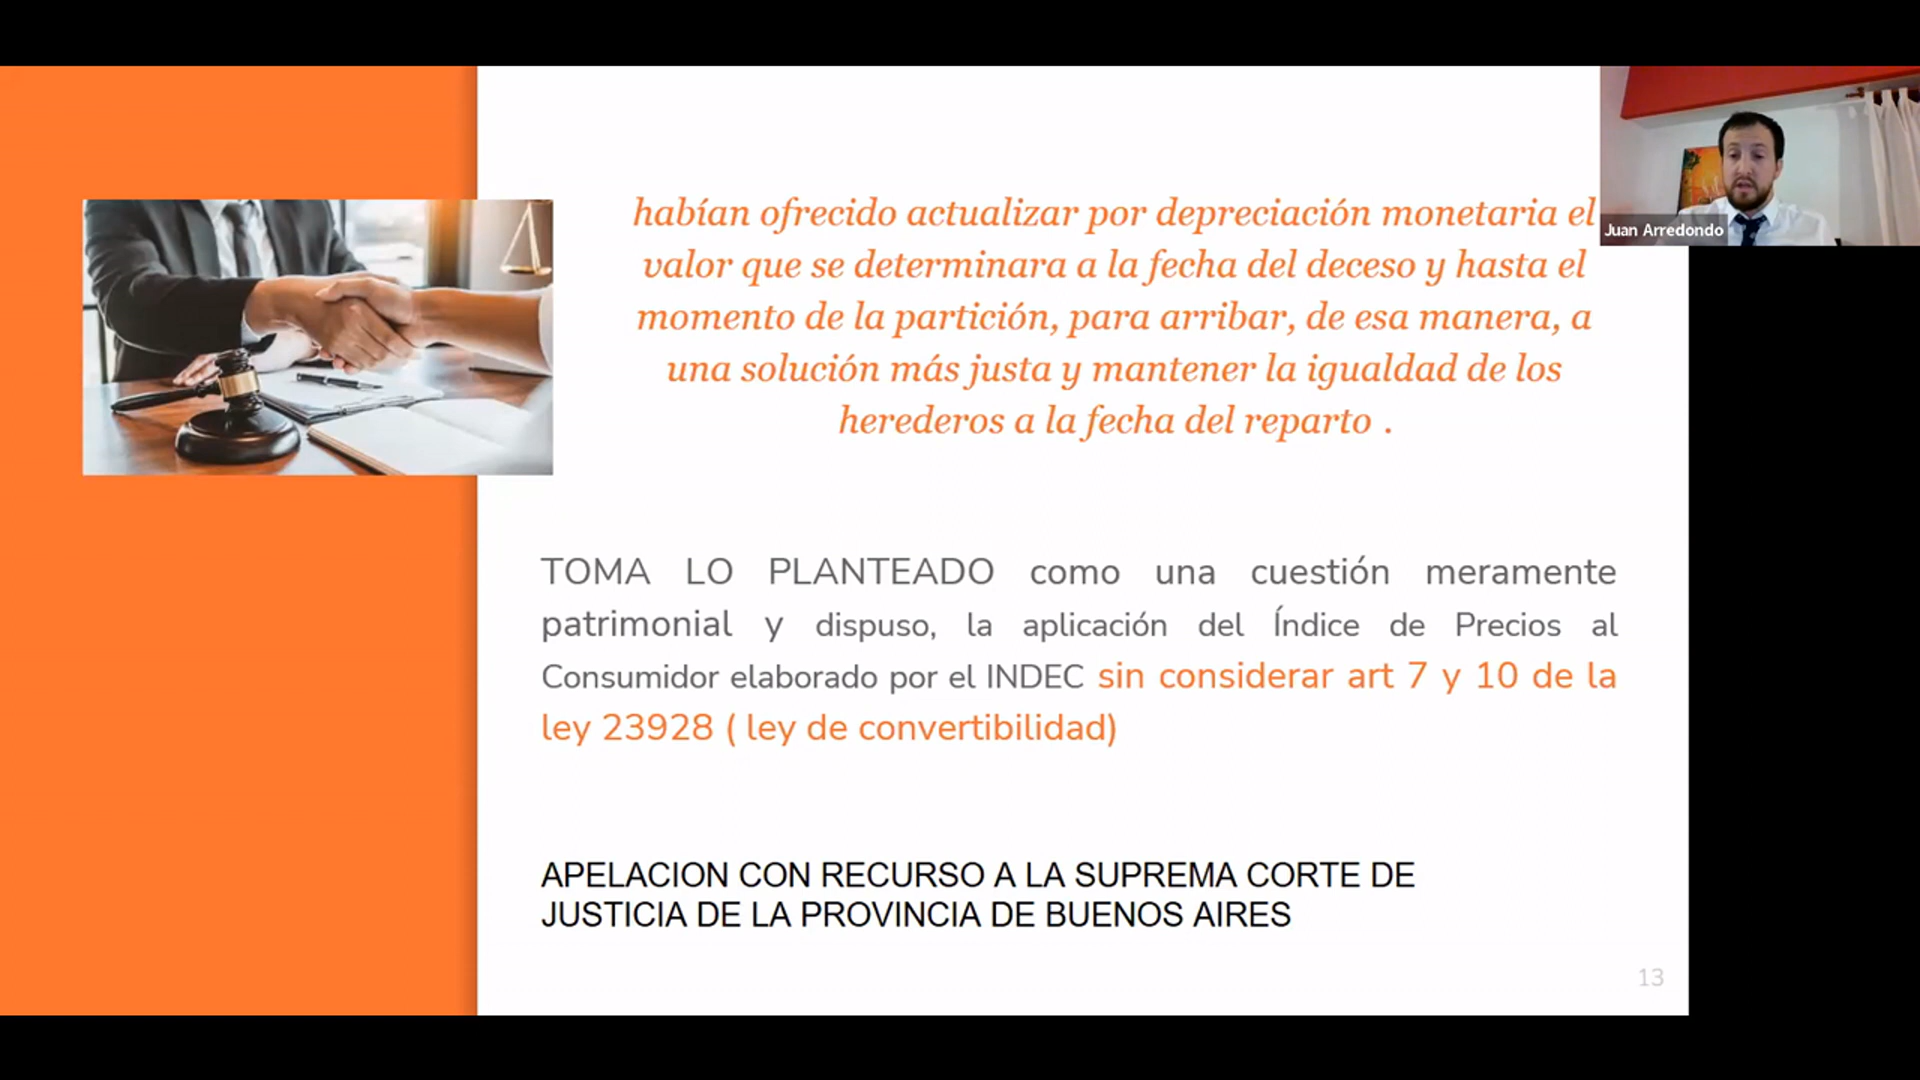 habían ofrecido actualizar por depreciación monetaria el
valor que se determinara a la fecha del deceso y hasta el
momento de la partición, para arribar, de esa manera, a
una solución más justa y mantener la igualdad de los
herederos a la fecha del reparto .
Juan Arredondo
TOMA LO PLANTEADO como una cuestión meramente
patrimonial y dispuso, la aplicación del Índice de Precios al
Consumidor elaborado por el INDEC sin considerar art 7 y 10 de la
ley 23928 ( ley de convertibilidad)
APELACION CON RECURSO A LA SUPREMA CORTE DE
JUSTICIA DE LA PROVINCIA DE BUENOS AIRES
13